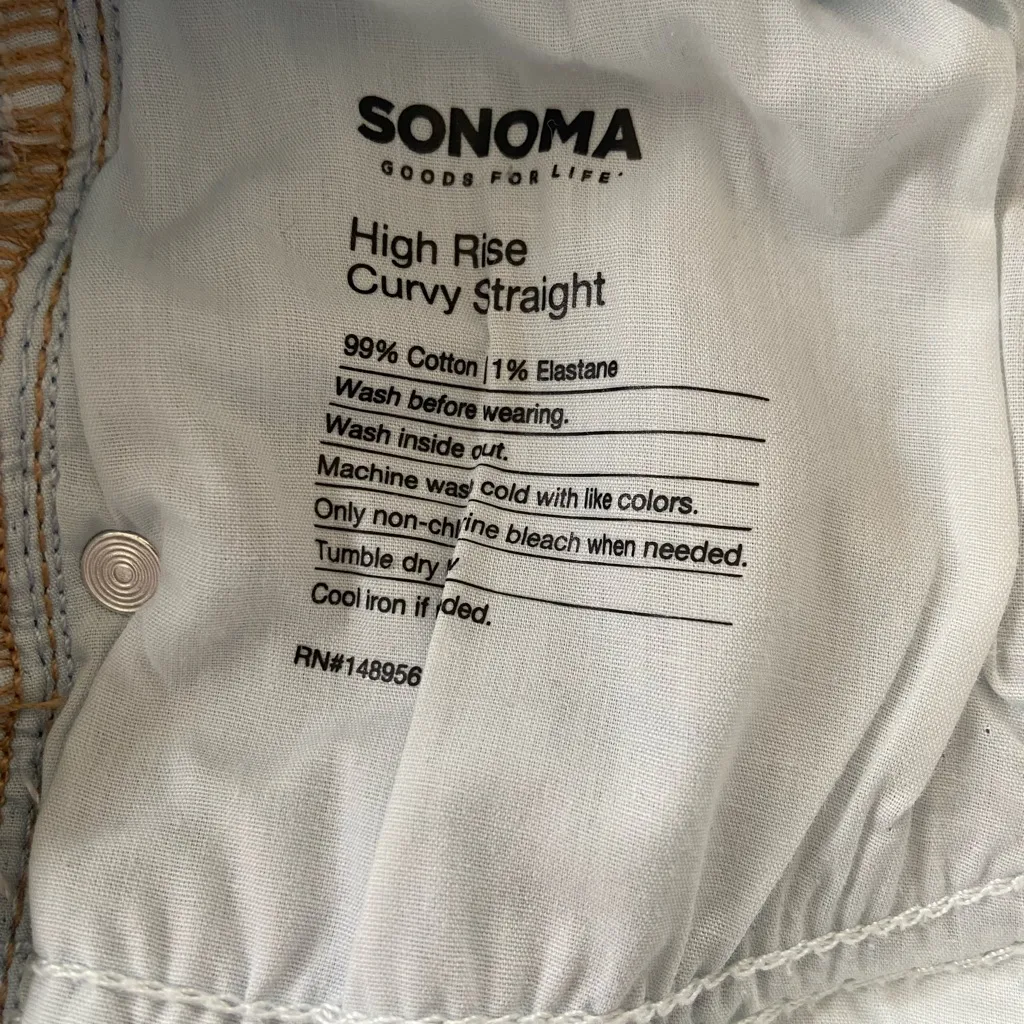 SONOMA
GOODS FOR LIFE
High Rise
Curvy Straight
99% Cotton | 1% Elastane
Wash before wearing.
Wash inside out.
Machine wash cold with like colors.
Only non-chlorine bleach when needed.
Tumble dry
Cool iron if
RN#148956